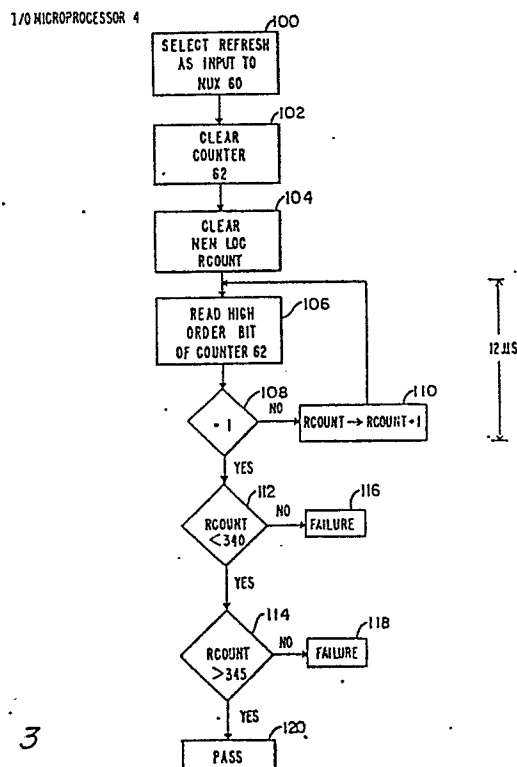 I/O MICROPROCESSOR 4
100
SELECT REFRESH
AS INPUT TO
MUX 60
102
CLEAR
COUNTER
62
104
CLEAR
MEM LOC
RCOUNT
106
READ HIGH
ORDER BIT
OF COUNTER 62
12 µS
108
= 1
NO
110
RCOUNT → RCOUNT+1
YES
112
RCOUNT
<340
NO
116
FAILURE
YES
114
RCOUNT
>345
NO
118
FAILURE
YES
120
PASS
3